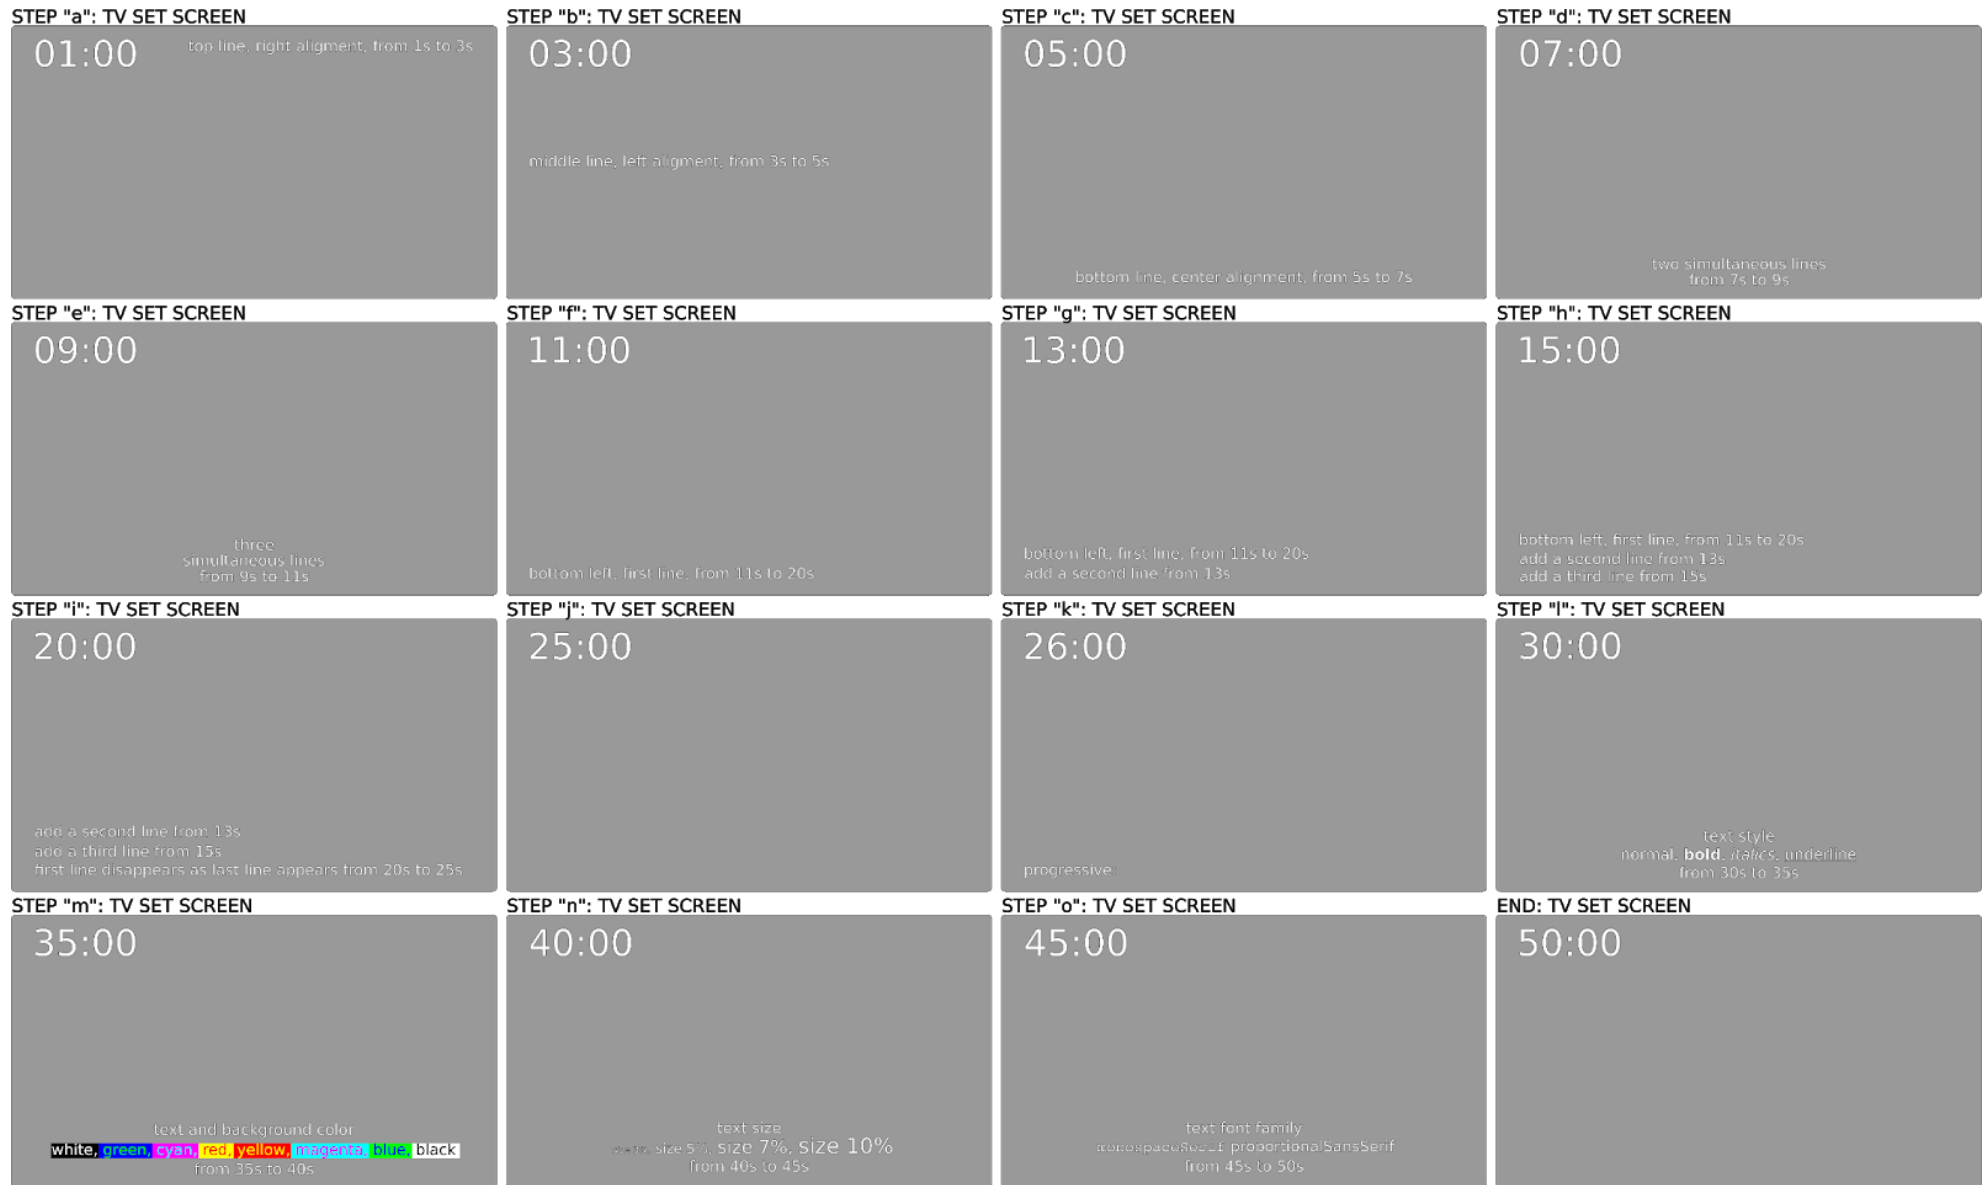 STEP "a": TV SET SCREEN
01:00
top line, right aligment, from 1s to 3s
STEP "b": TV SET SCREEN
03:00
middle line, left aligment, from 3s to 5s
STEP "c": TV SET SCREEN
05:00
bottom line, center alignment, from 5s to 7s
STEP "d": TV SET SCREEN
07:00
two simultaneous lines
from 7s to 9s
STEP "e": TV SET SCREEN
09:00
three
simultaneous lines
from 9s to 11s
STEP "f": TV SET SCREEN
11:00
bottom left, first line, from 11s to 20s
STEP "g": TV SET SCREEN
13:00
bottom left, first line, from 11s to 20s
add a second line from 13s
STEP "h": TV SET SCREEN
15:00
bottom left, first line, from 11s to 20s
add a second line from 13s
add a third line from 15s
STEP "i": TV SET SCREEN
20:00
add a second line from 13s
add a third line from 15s
first line disappears as last line appears from 20s to 25s
STEP "j": TV SET SCREEN
25:00
STEP "k": TV SET SCREEN
26:00
progressive:
STEP "l": TV SET SCREEN
30:00
text style
normal, bold, italics, underline
from 30s to 35s
STEP "m": TV SET SCREEN
35:00
text and background color
white, green, cyan, red, yellow, magenta, blue, black
from 35s to 40s
STEP "n": TV SET SCREEN
40:00
text size
size 5%, size 7%, size 10%
from 40s to 45s
STEP "o": TV SET SCREEN
45:00
text font family
monospaceSerif proportionalSansSerif
from 45s to 50s
END: TV SET SCREEN
50:00